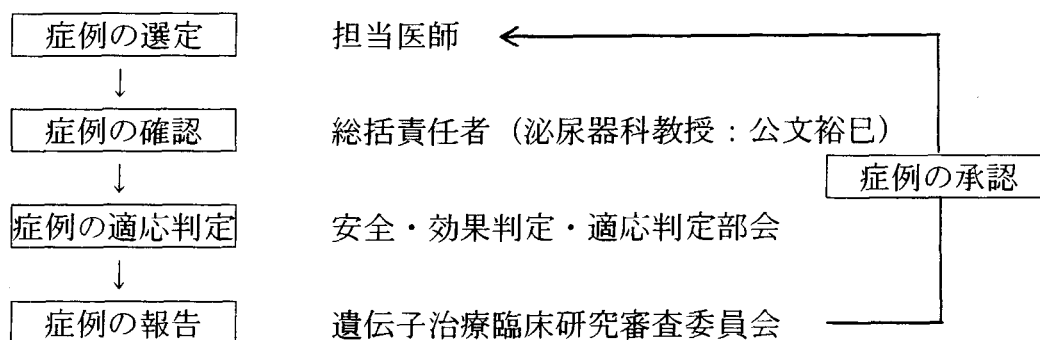 症例の選定 担当医師
↓
症例の確認 総括責任者（泌尿器科教授：公文裕巳）
↓
症例の承認
症例の適応判定 安全・効果判定・適応判定部会
↓
症例の報告 遺伝子治療臨床研究審査委員会